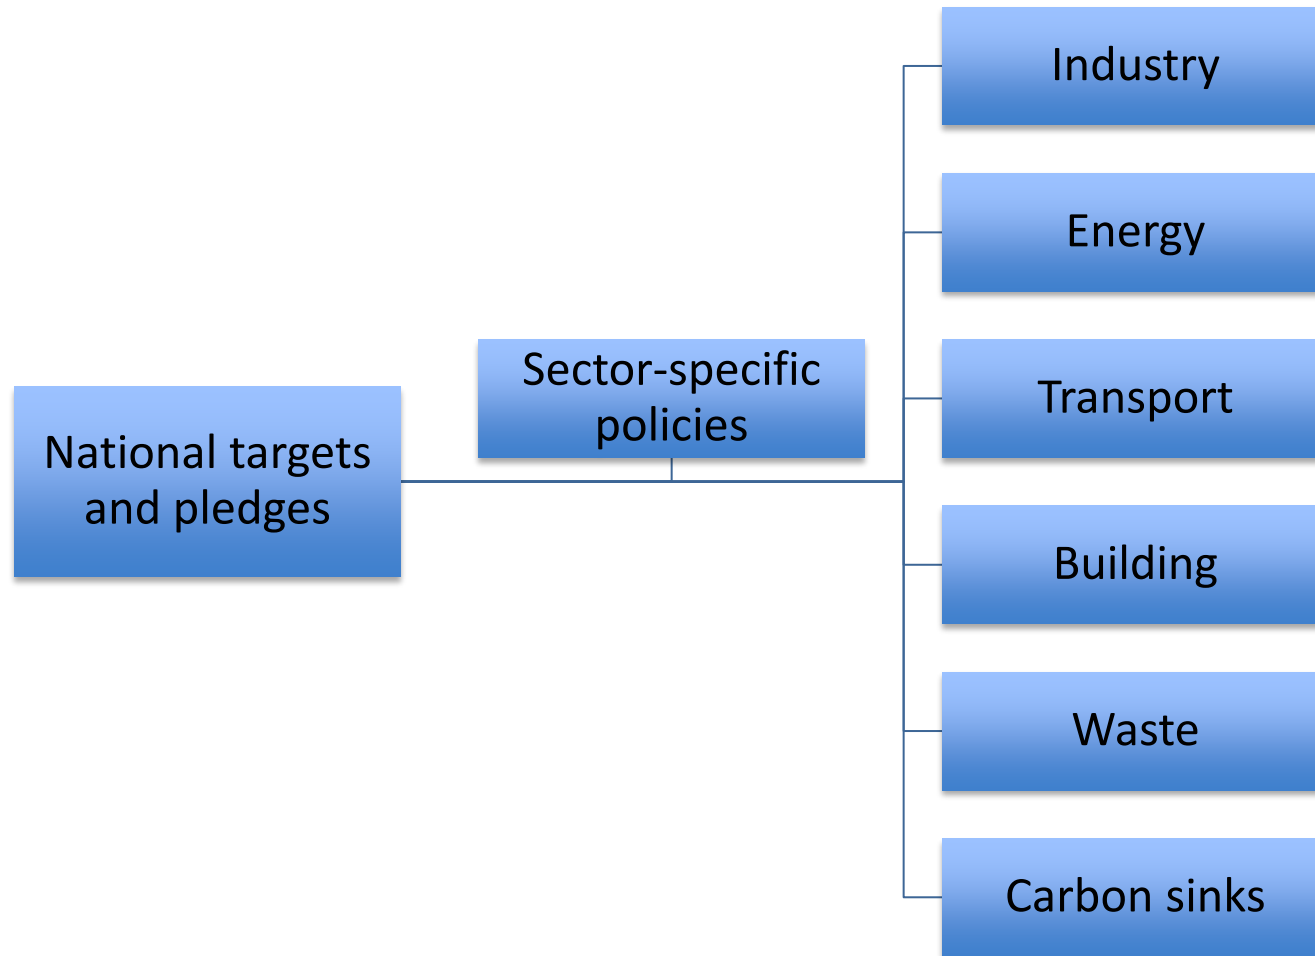 National targets
and pledges
Sector-specific
policies
Industry
Energy
Transport
Building
Waste
Carbon sinks